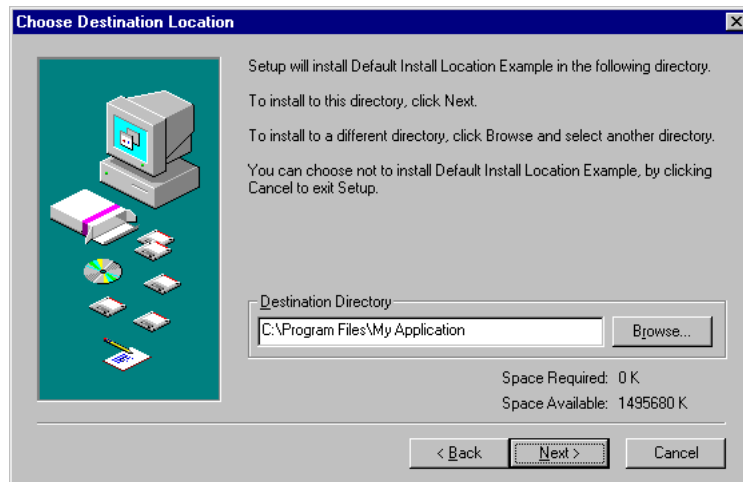 Choose Destination Location
Setup will install Default Install Location Example in the following directory.
To install to this directory, click Next.
To install to a different directory, click Browse and select another directory.
You can choose not to install Default Install Location Example, by clicking
Cancel to exit Setup.
Destination Directory
C:\Program Files\My Application
Browse...
Space Required: 0 K
Space Available: 1495680 K
< Back
Next >
Cancel